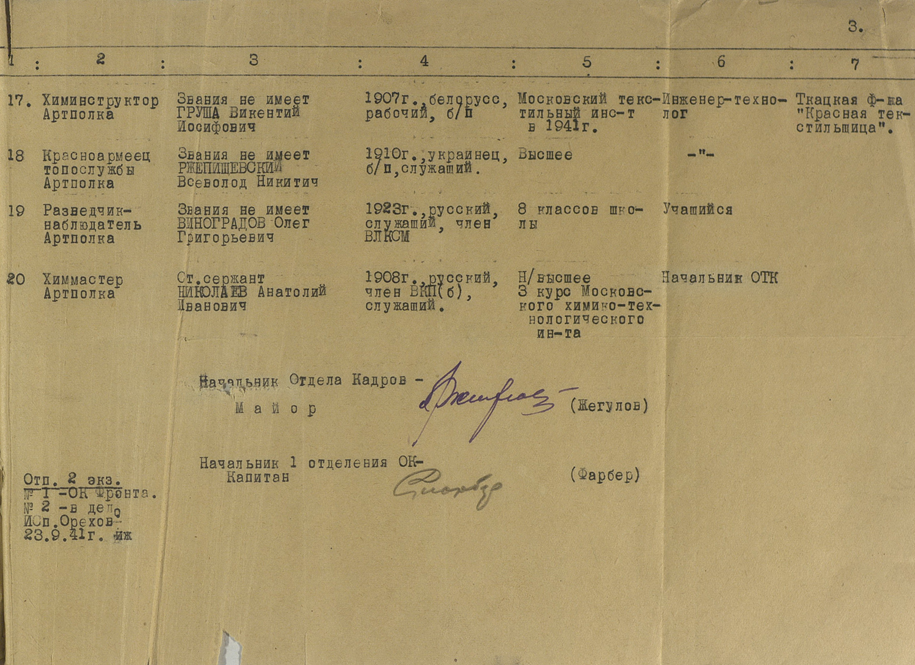 3.
1 : 2 : 3 : 4 : 5 : 6 : 7
17. Химинструктор Звания не имеет 1907г.,белорусс, Московский текс- Инженер-техно- Ткацкая ф-ка
Артполка ГРУША Викентий рабочий, б/п тильный инс-т лог "Красная тек-
Иосифович в 1941г. стильщица".
18 Красноармеец Звания не имеет 1910г.,украинец, Высшее -"-
топослужбы РЖЕПИШЕВСКИЙ б/п,служащий.
Артполка Всеволод Никитич
19 Разведчик- Звания не имеет 1923г.,русский, 8 классов шко- Учащийся
наблюдатель ВИНОГРАДОВ Олег служащий, член лы
Артполка Григорьевич ВЛКСМ
20 Химмастер Ст.сержант 1908г.,русский, Н/высшее Начальник ОТК
Артполка НИКОЛАЕВ Анатолий член ВКП(б), 3 курс Московс-
Иванович служащий. кого химико-тех-
нологического
ин-та
Начальник Отдела Кадров -
Майор (Жегулов)
Начальник 1 отделения ОК-
Капитан (Фарбер)
Отп. 2 экз.
№ 1 -ОК Фронта.
№ 2 -в дело
Исп.Орехов
23.9.41г. иж